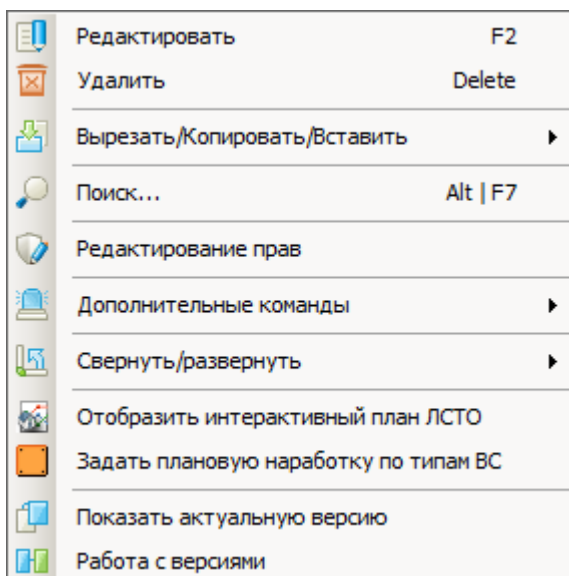 Редактировать F2
Удалить Delete
Вырезать/Копировать/Вставить
Поиск... Alt | F7
Редактирование прав
Дополнительные команды
Свернуть/развернуть
Отобразить интерактивный план ЛСТО
Задать плановую наработку по типам ВС
Показать актуальную версию
Работа с версиями